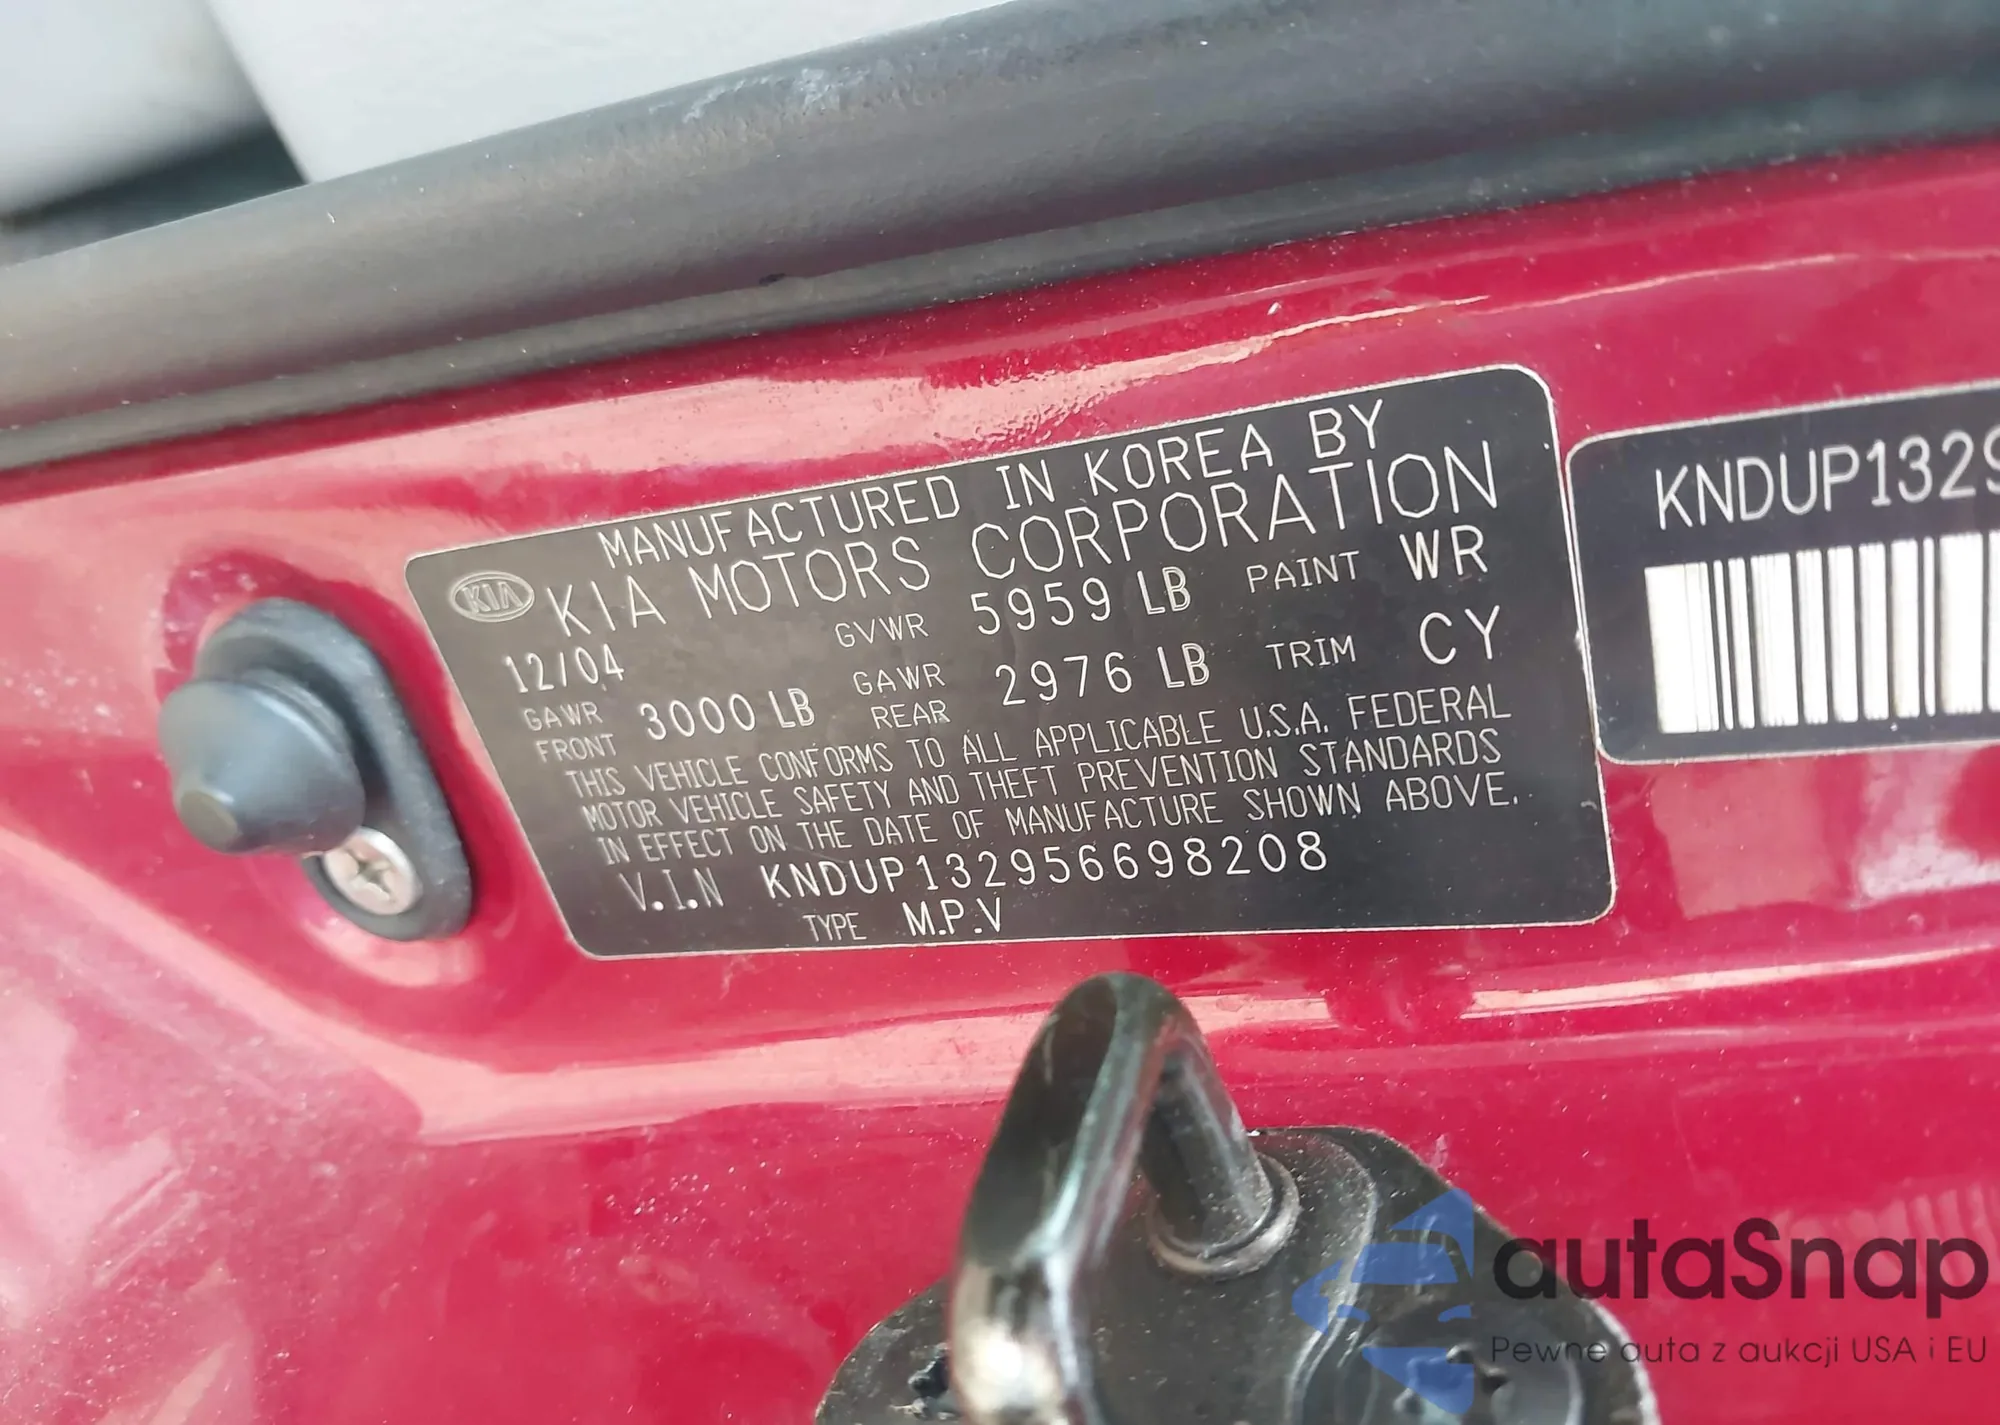 MANUFACTURED IN KOREA BY
KIA KIA MOTORS CORPORATION
12/04 GVWR 5959 LB PAINT WR
GAWR FRONT 3000 LB GAWR REAR 2976 LB TRIM CY
THIS VEHICLE CONFORMS TO ALL APPLICABLE U.S.A. FEDERAL
MOTOR VEHICLE SAFETY AND THEFT PREVENTION STANDARDS
IN EFFECT ON THE DATE OF MANUFACTURE SHOWN ABOVE.
V.I.N KNDUP132956698208
TYPE M.P.V
KNDUP1329
autaSnap
Pewne auta z aukcji USA i EU